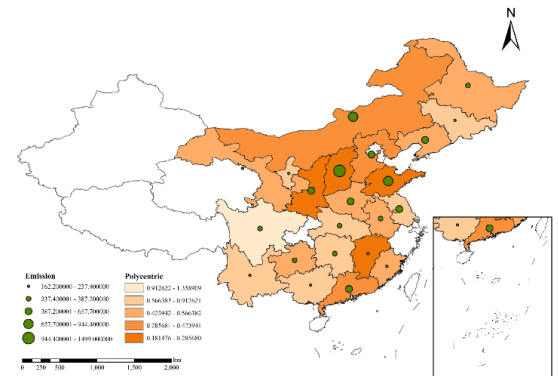 N
Emission
162.200000 - 237.400000
237.400001 - 387.200000
387.200001 - 657.700000
657.700001 - 944.400000
944.400001 - 1499.000000
Polycentric
0.912622 - 1.358909
0.566383 - 0.912621
0.423942 - 0.566382
0.285681 - 0.423941
0.181476 - 0.285680
km
0 250 500 1,000 1,500 2,000